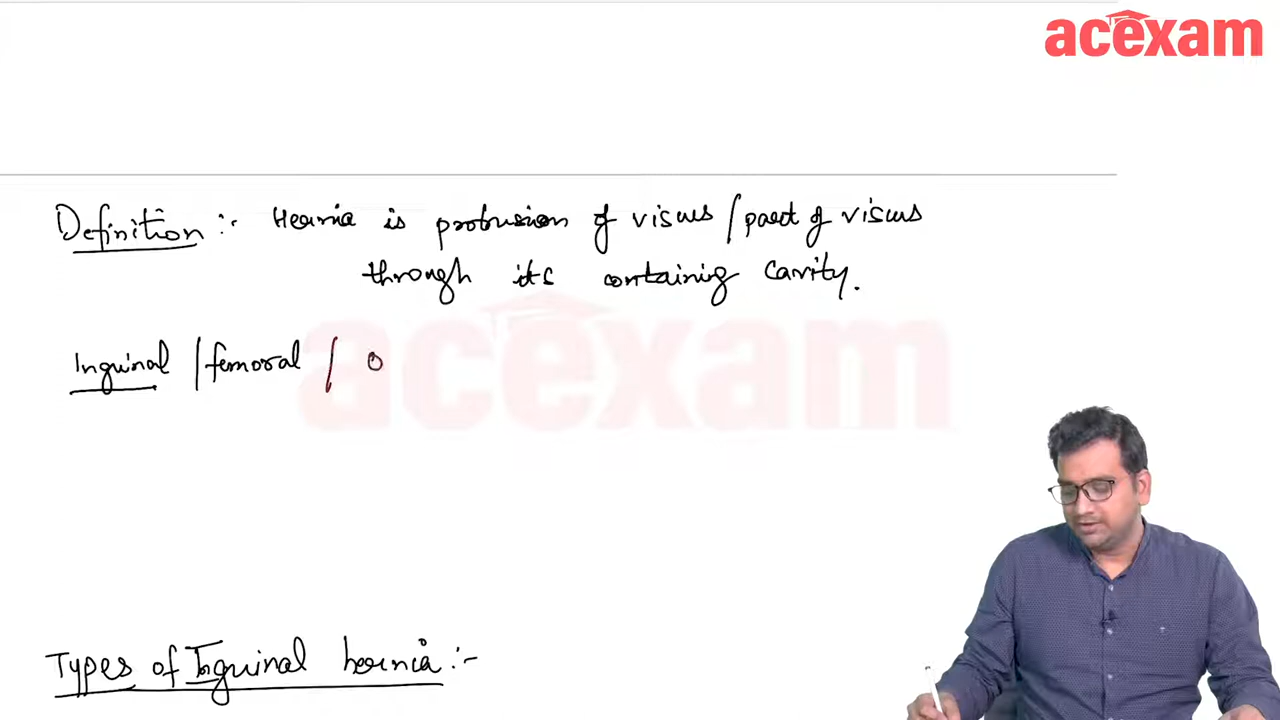 acexam
Definition :- Hernia is protrusion of viscus / part of viscus
through its containing cavity.
acexam
Inguinal / femoral / o
Types of Inguinal hernia :-